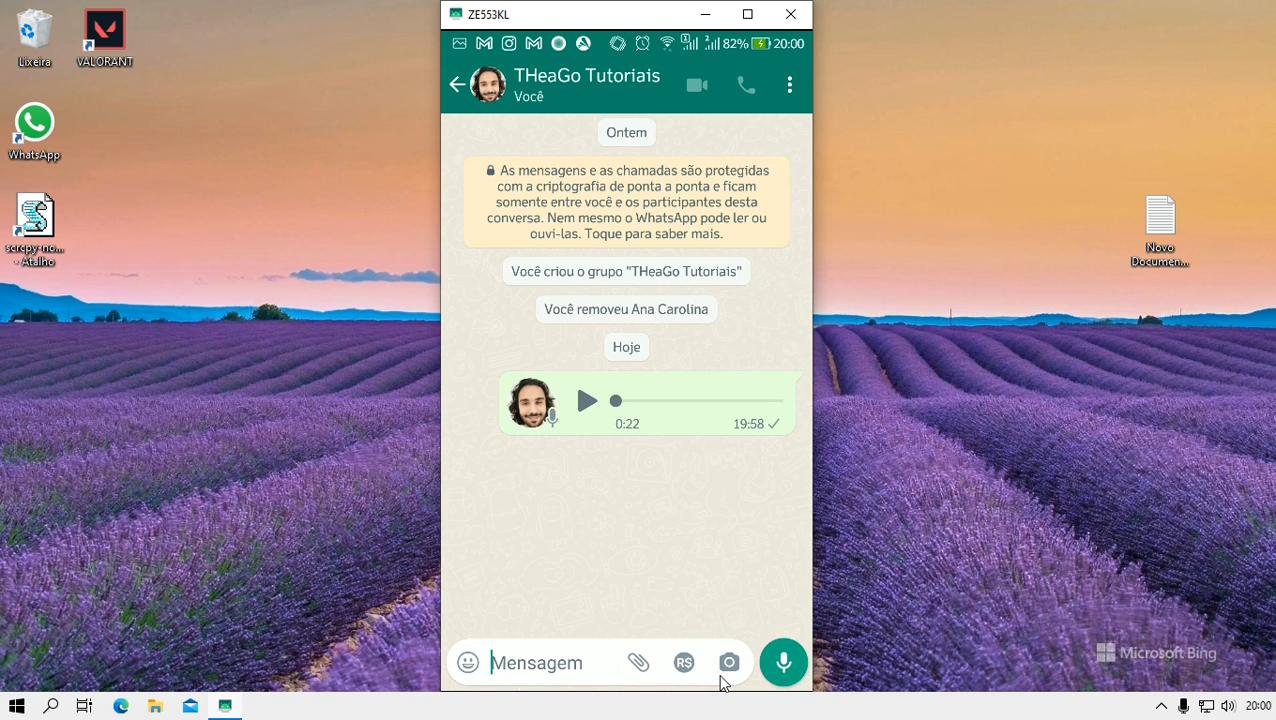 Lixeira
VALORANT
WhatsApp
scrcpy-no...
- Atalho
ZE553KL
82% 20:00
THeaGo Tutoriais
Você
Ontem
As mensagens e as chamadas são protegidas
com a criptografia de ponta a ponta e ficam
somente entre você e os participantes desta
conversa. Nem mesmo o WhatsApp pode ler ou
ouvi-las. Toque para saber mais.
Você criou o grupo "THeaGo Tutoriais"
Você removeu Ana Carolina
Hoje
0:22
19:58
Mensagem
R$
Novo
Documen...
Microsoft Bing
20:00